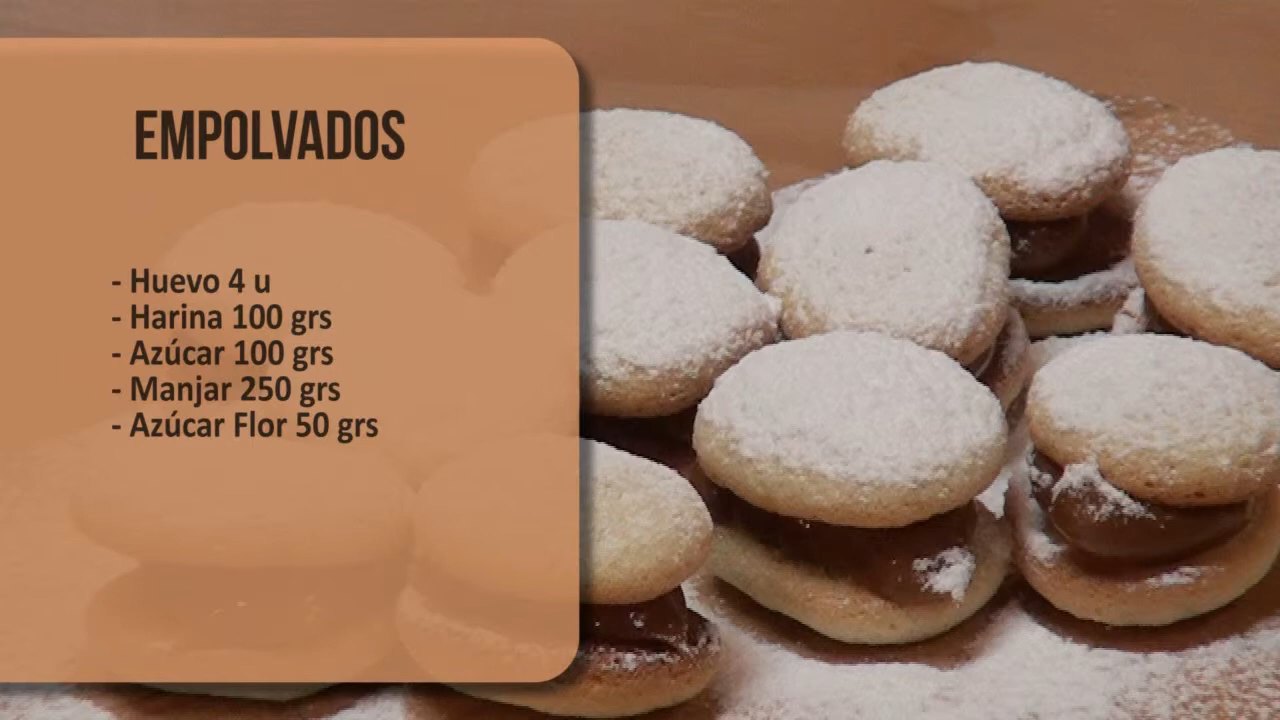 EMPOLVADOS
- Huevo 4 u
- Harina 100 grs
- Azúcar 100 grs
- Manjar 250 grs
- Azúcar Flor 50 grs